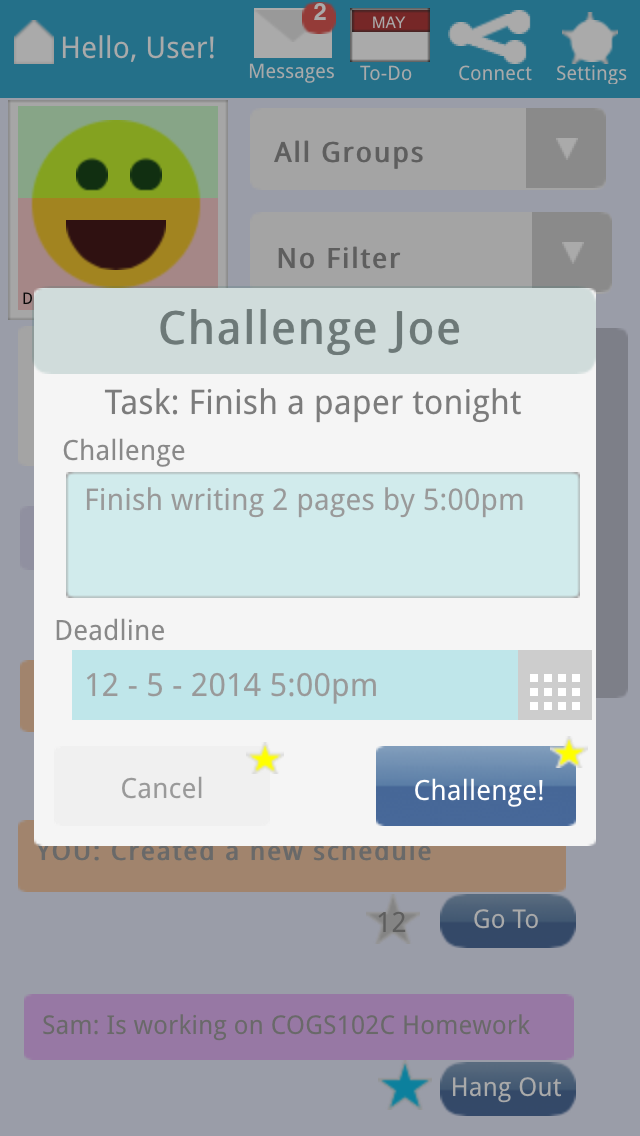 Hello, User!
2
Messages
MAY
To-Do
Connect
Settings
All Groups
No Filter
D
Challenge Joe
Task: Finish a paper tonight
Challenge
Finish writing 2 pages by 5:00pm
Deadline
12 - 5 - 2014 5:00pm
Cancel
Challenge!
YOU: Created a new schedule
12
Go To
Sam: Is working on COGS102C Homework
Hang Out